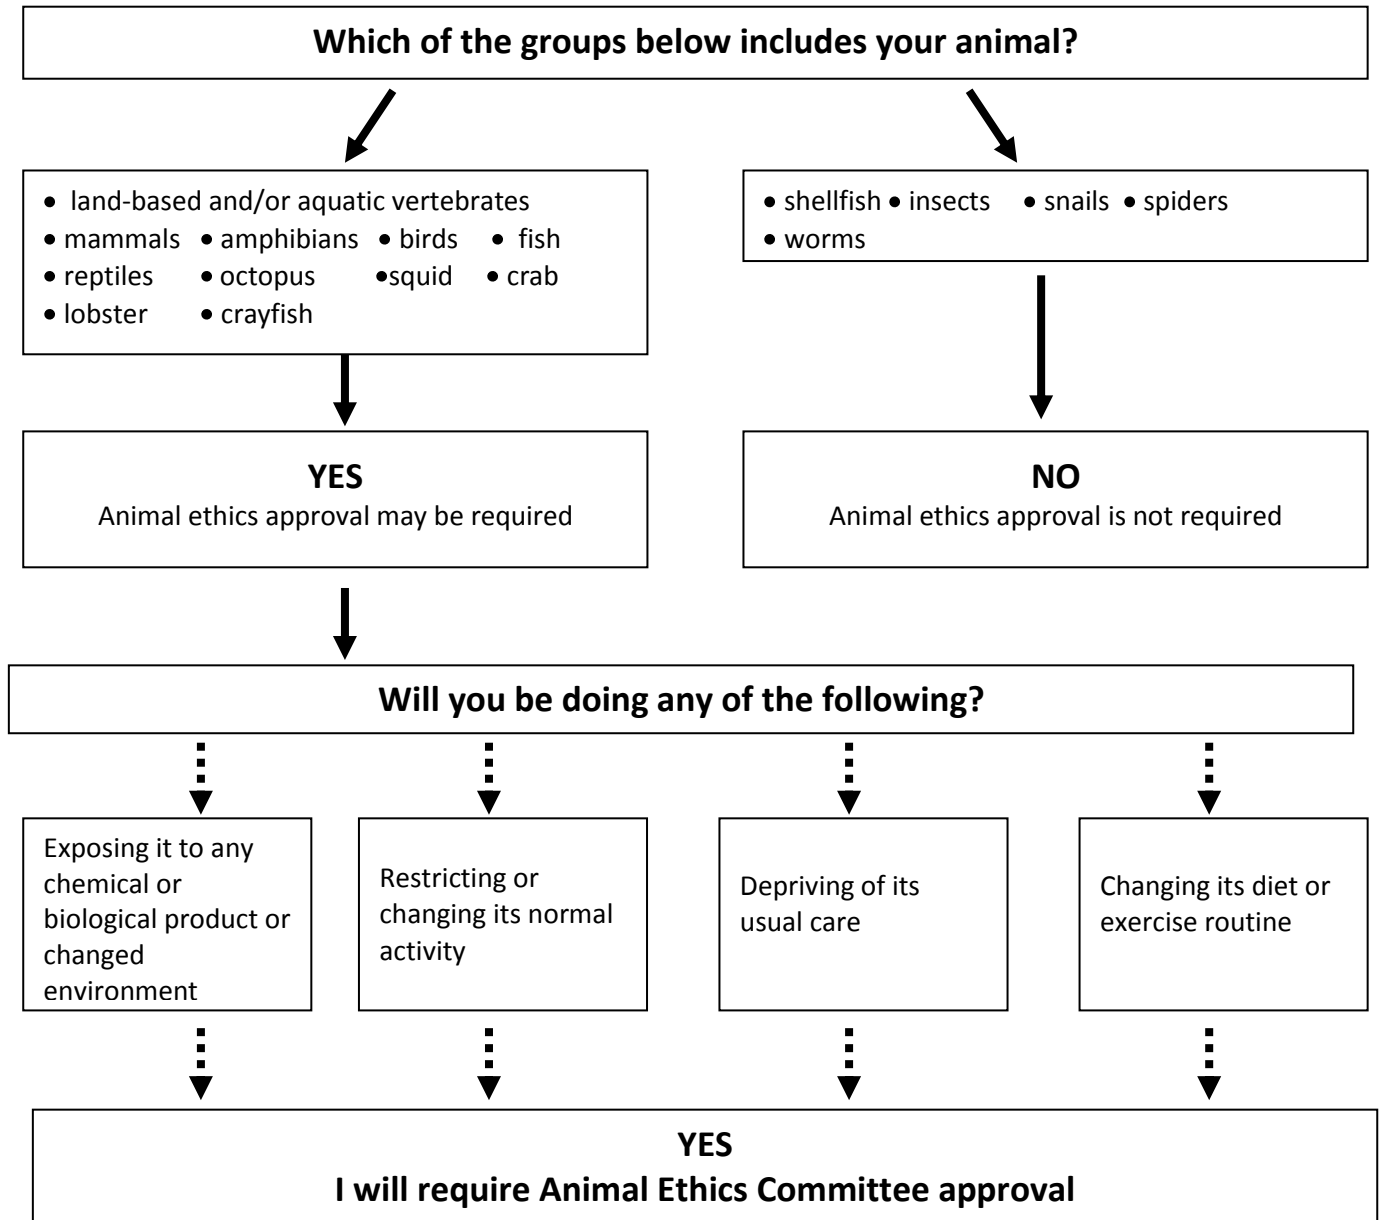 Which of the groups below includes your animal?
• land-based and/or aquatic vertebrates
• mammals • amphibians • birds • fish
• reptiles • octopus •squid • crab
• lobster • crayfish
• shellfish • insects • snails • spiders
• worms
YES
Animal ethics approval may be required
NO
Animal ethics approval is not required
Will you be doing any of the following?
Exposing it to any
chemical or
biological product or
changed
environment
Restricting or
changing its normal
activity
Depriving of its
usual care
Changing its diet or
exercise routine
YES
I will require Animal Ethics Committee approval